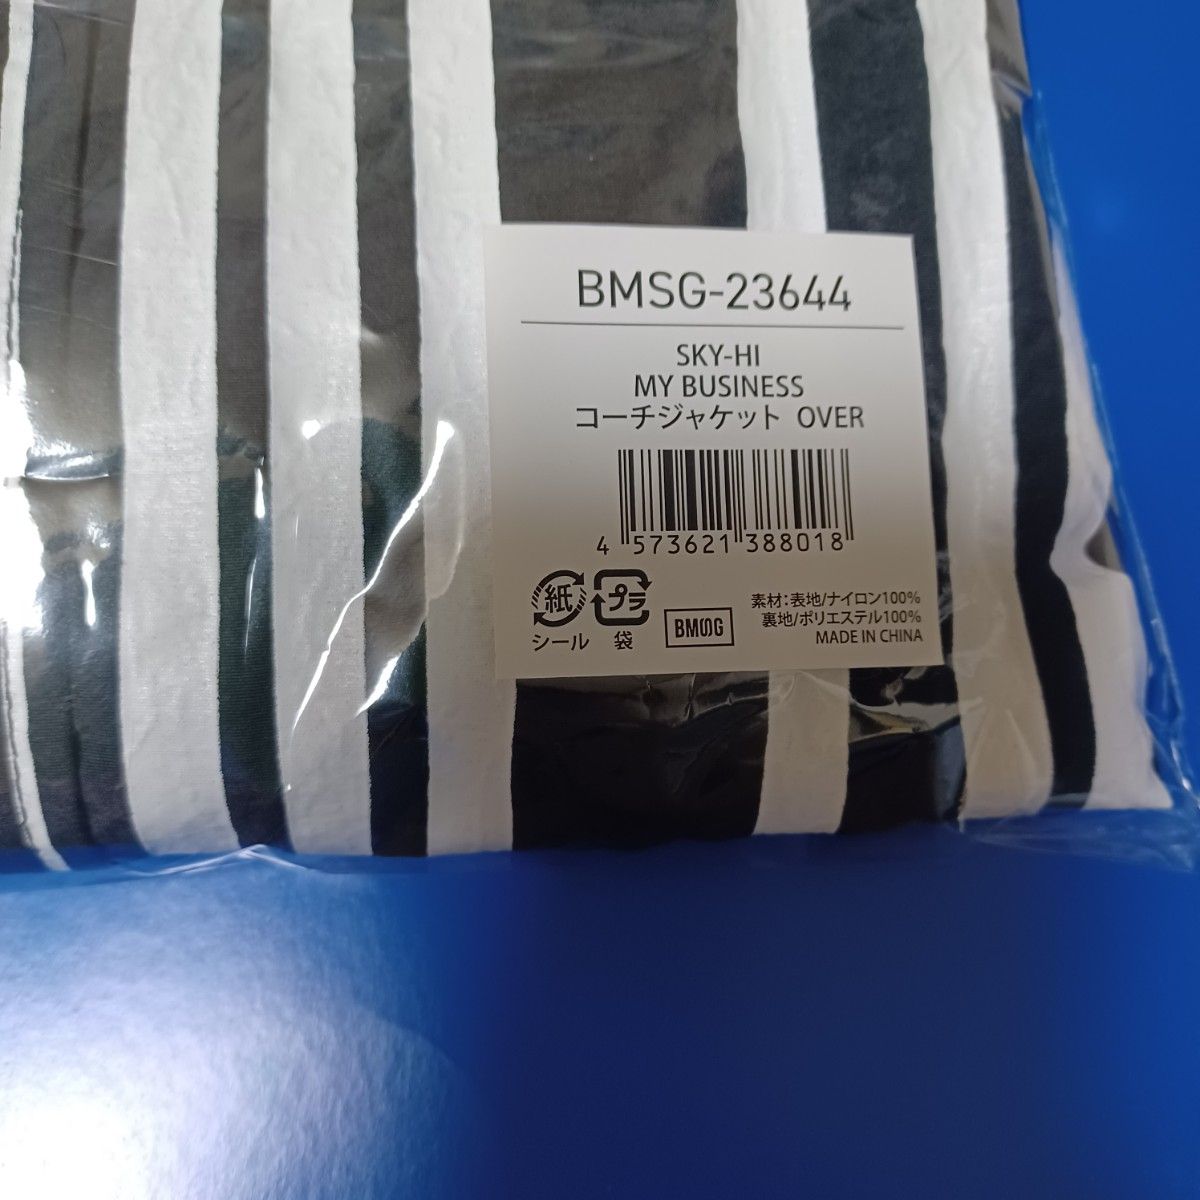 BMSG-23644
SKY-HI
MY BUSINESS
コーチジャケット OVER
4 573621 388018
紙 プラ
シール 袋
BMSG
素材：表地/ナイロン100%
裏地/ポリエステル100%
MADE IN CHINA